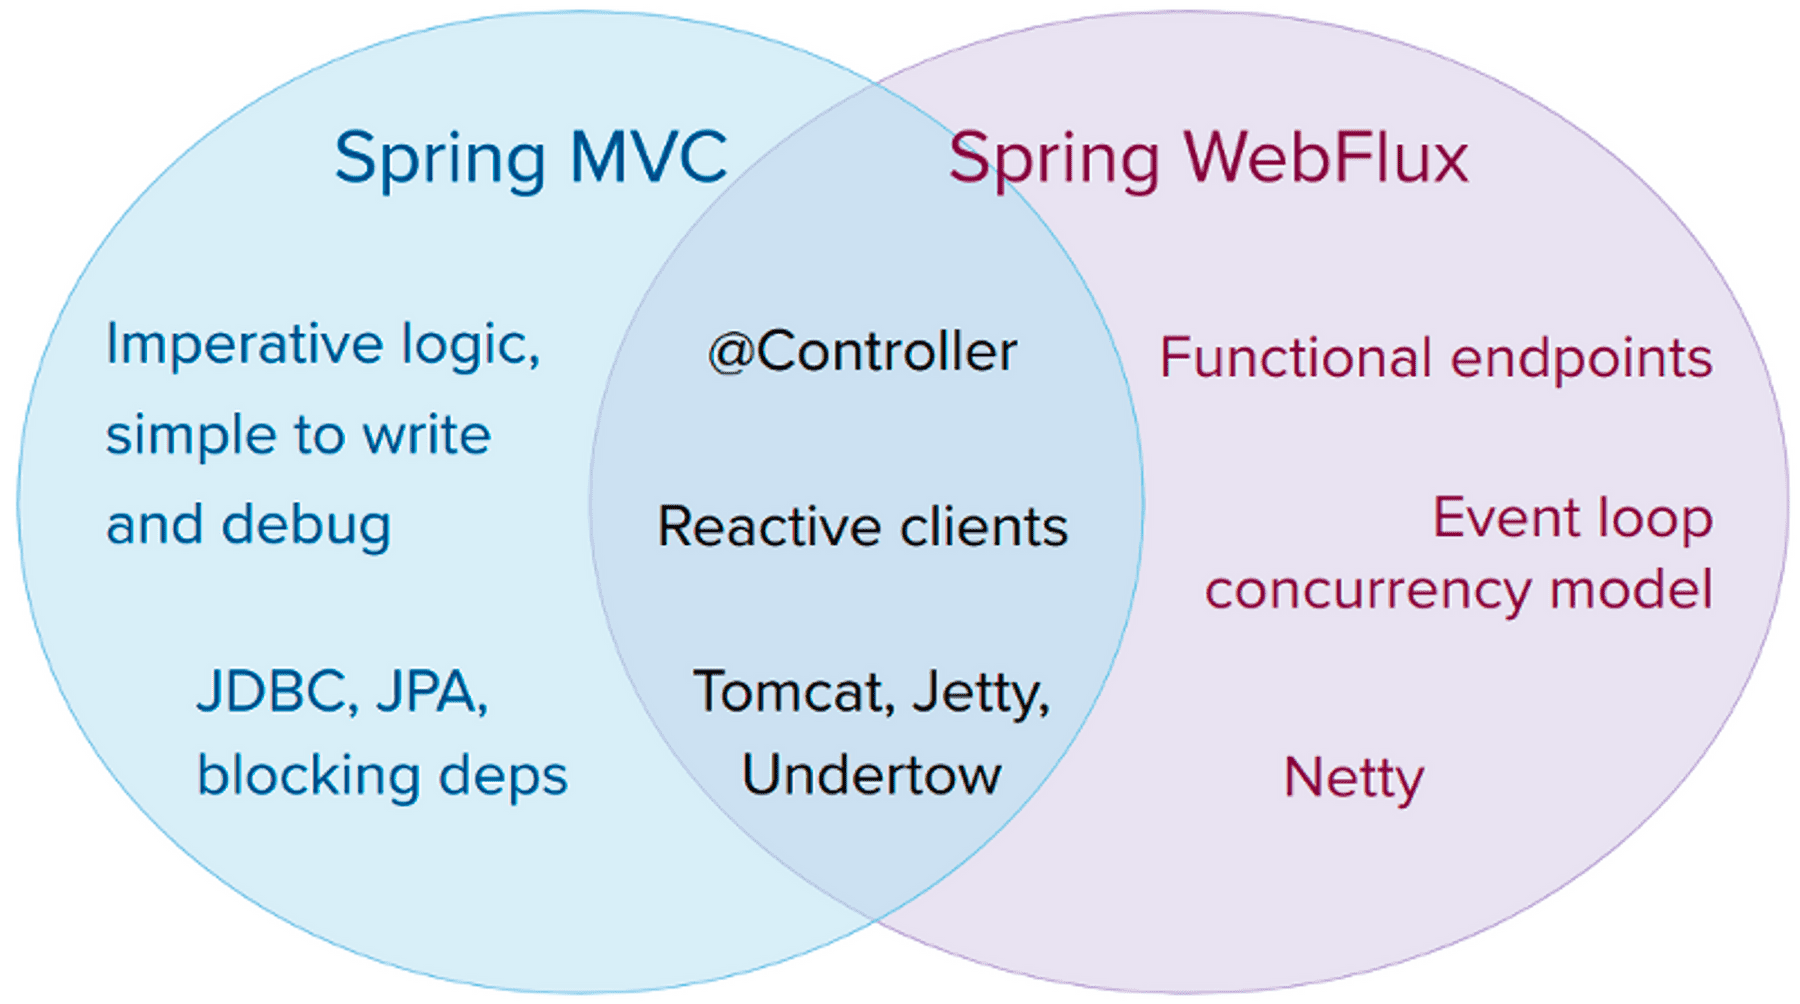 Spring MVC
Spring WebFlux
Imperative logic,
simple to write
and debug
JDBC, JPA,
blocking deps
@Controller
Reactive clients
Tomcat, Jetty,
Undertow
Functional endpoints
Event loop
concurrency model
Netty